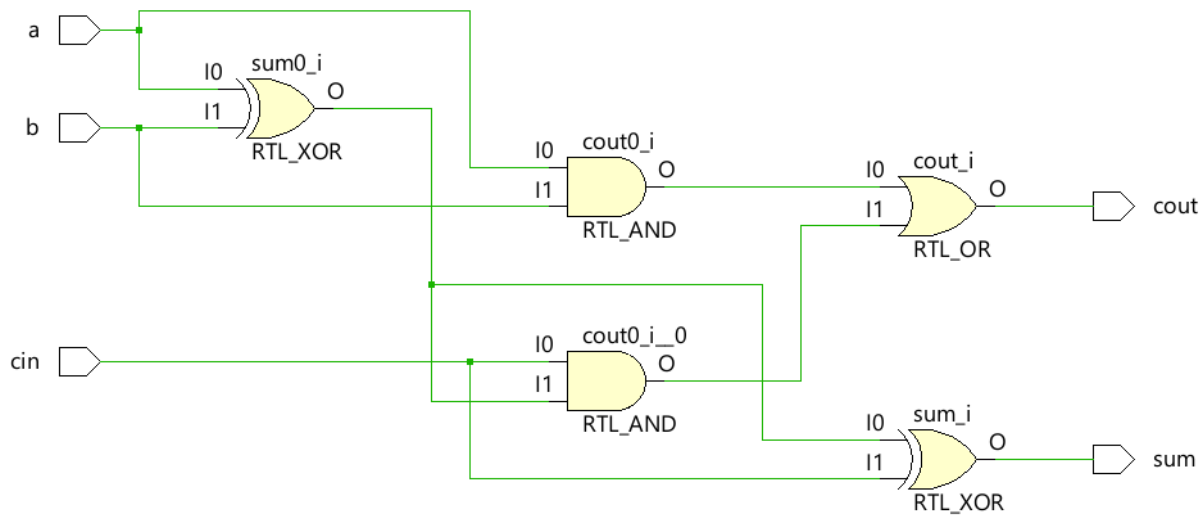 a
sum0_i
I0
O
I1
b
RTL_XOR
cout0_i
I0
O
I1
RTL_AND
cout_i
I0
O
I1
cout
RTL_OR
cin
cout0_i__0
I0
O
I1
RTL_AND
sum_i
I0
O
I1
sum
RTL_XOR